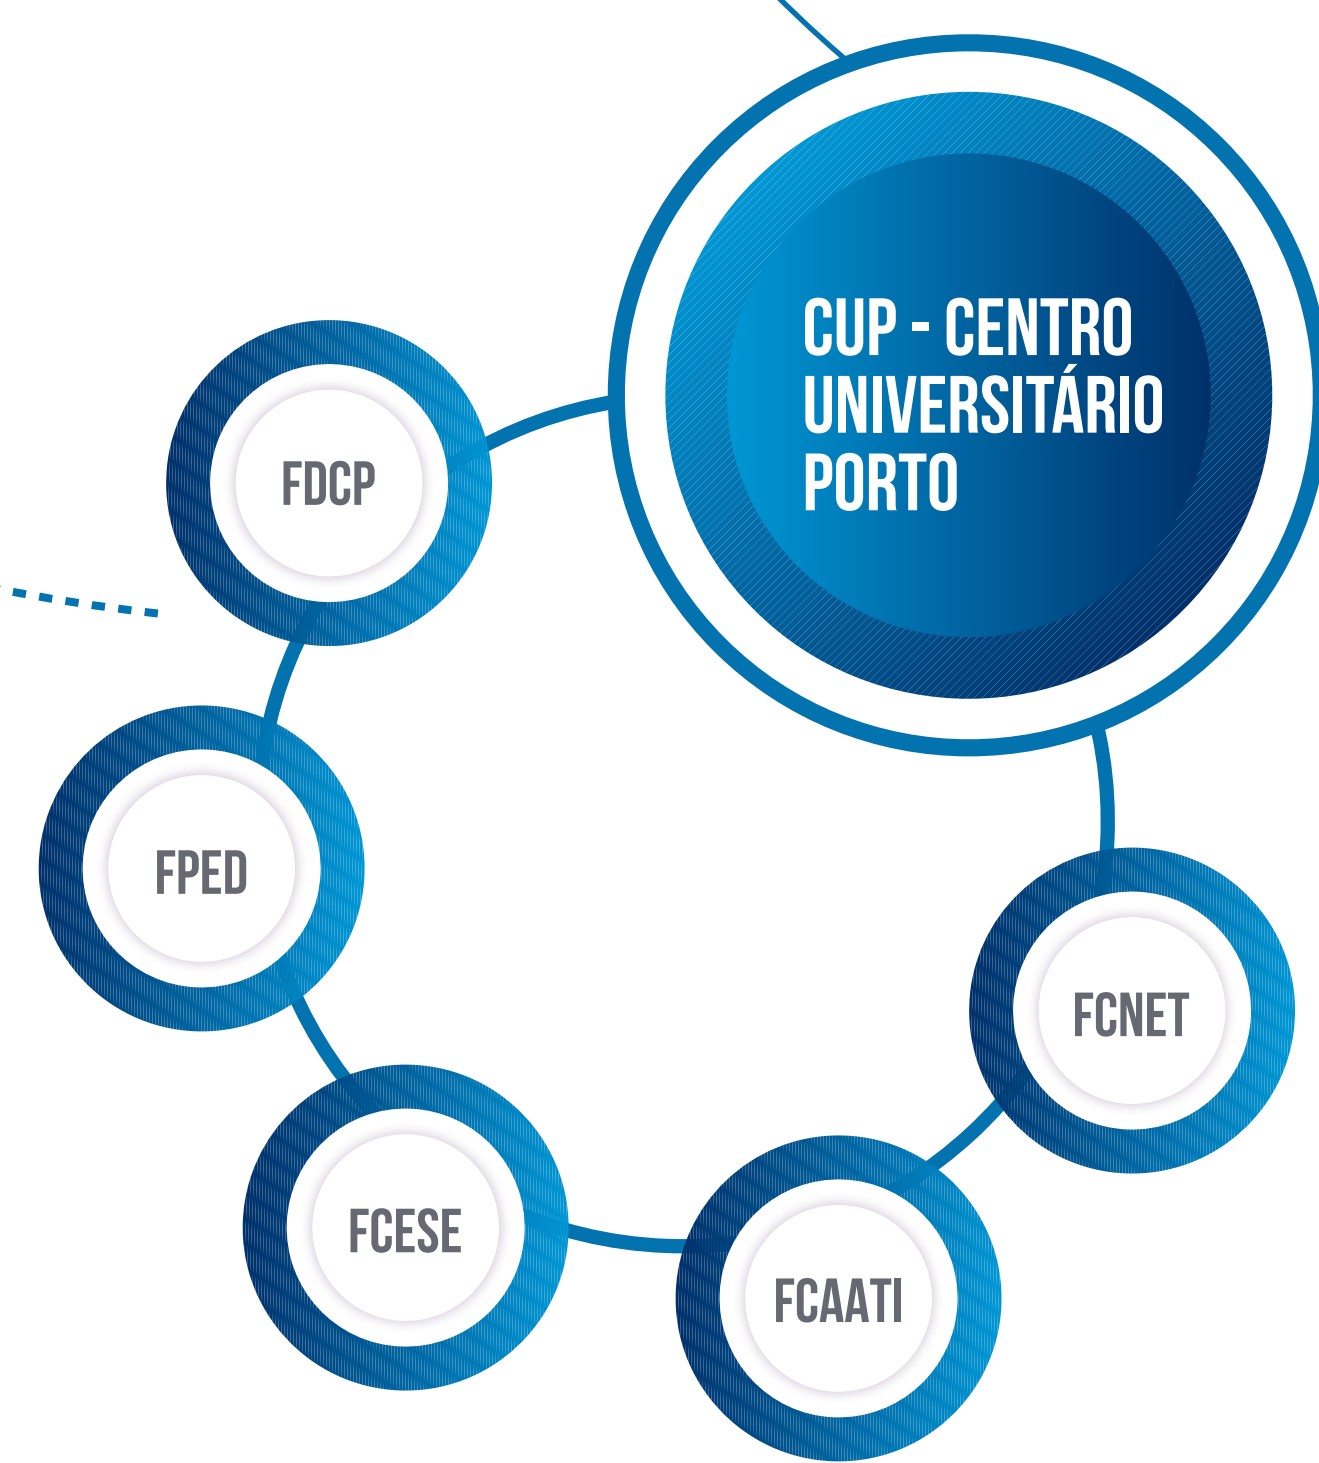 CUP - CENTRO
UNIVERSITÁRIO
PORTO
FDCP
FPED
FCNET
FCESE
FCAATI